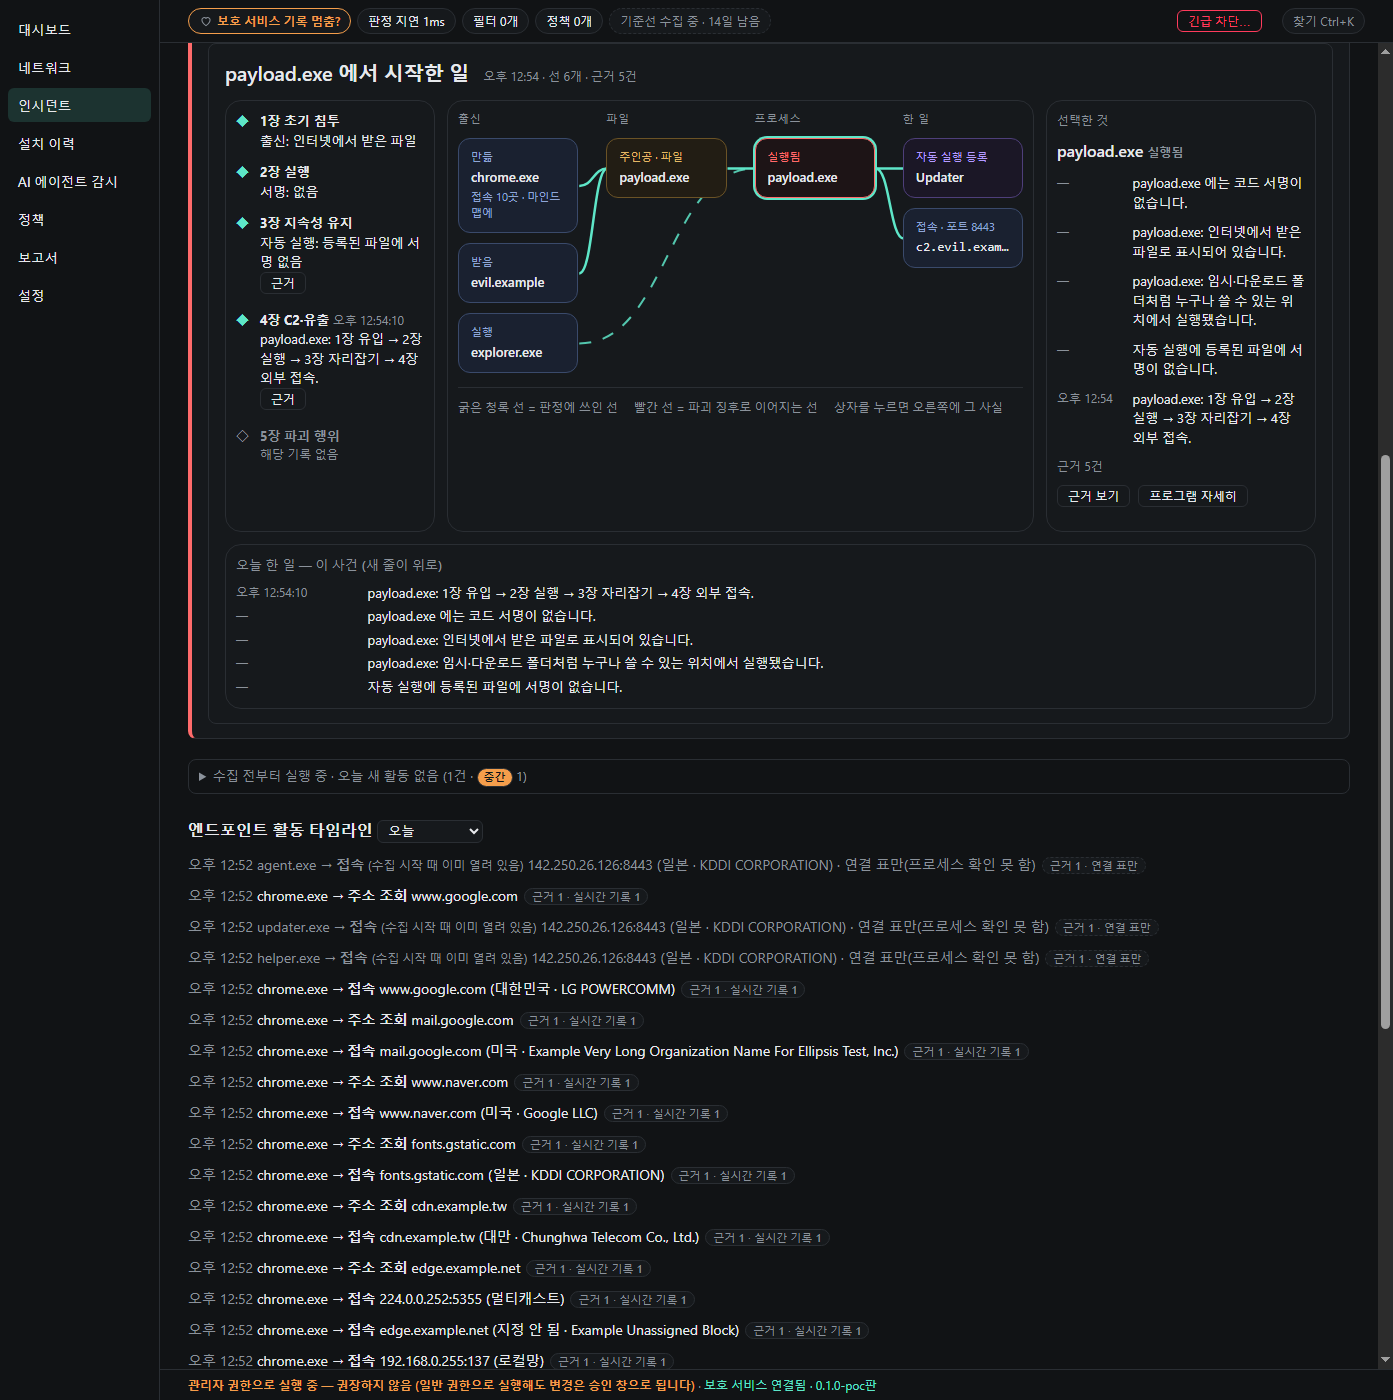 대시보드
네트워크
인시던트
설치 이력
AI 에이전트 감시
정책
보고서
설정
♡ 보호 서비스 기록 멈춤?
판정 지연 1ms
필터 0개
정책 0개
기준선 수집 중 · 14일 남음
긴급 차단...
찾기 Ctrl+K
payload.exe 에서 시작한 일 오후 12:54 · 선 6개 · 근거 5건
1장 초기 침투
출신: 인터넷에서 받은 파일
2장 실행
서명: 없음
3장 지속성 유지
자동 실행: 등록된 파일에 서
명 없음
근거
4장 C2·유출 오후 12:54:10
payload.exe: 1장 유입 → 2장
실행 → 3장 자리잡기 → 4장
외부 접속.
근거
5장 파괴 행위
해당 기록 없음
출신
만듦
chrome.exe
접속 10곳 · 마인드
맵에
받음
evil.example
실행
explorer.exe
파일
주인공 · 파일
payload.exe
프로세스
실행됨
payload.exe
한 일
자동 실행 등록
Updater
접속 · 포트 8443
c2.evil.exam…
굵은 청록 선 = 판정에 쓰인 선 빨간 선 = 파괴 징후로 이어지는 선 상자를 누르면 오른쪽에 그 사실
선택한 것
payload.exe 실행됨
— payload.exe 에는 코드 서명이
없습니다.
— payload.exe: 인터넷에서 받은
파일로 표시되어 있습니다.
— payload.exe: 임시·다운로드 폴
더처럼 누구나 쓸 수 있는 위
치에서 실행됐습니다.
— 자동 실행에 등록된 파일에 서
명이 없습니다.
오후 12:54 payload.exe: 1장 유입 → 2장
실행 → 3장 자리잡기 → 4장
외부 접속.
근거 5건
근거 보기
프로그램 자세히
오늘 한 일 — 이 사건 (새 줄이 위로)
오후 12:54:10 payload.exe: 1장 유입 → 2장 실행 → 3장 자리잡기 → 4장 외부 접속.
— payload.exe 에는 코드 서명이 없습니다.
— payload.exe: 인터넷에서 받은 파일로 표시되어 있습니다.
— payload.exe: 임시·다운로드 폴더처럼 누구나 쓸 수 있는 위치에서 실행됐습니다.
— 자동 실행에 등록된 파일에 서명이 없습니다.
▶ 수집 전부터 실행 중 · 오늘 새 활동 없음 (1건 · 중간 1)
엔드포인트 활동 타임라인 오늘
오후 12:52 agent.exe → 접속 (수집 시작 때 이미 열려 있음) 142.250.26.126:8443 (일본 · KDDI CORPORATION) · 연결 표만(프로세스 확인 못 함) 근거 1 · 연결 표만
오후 12:52 chrome.exe → 주소 조회 www.google.com 근거 1 · 실시간 기록 1
오후 12:52 updater.exe → 접속 (수집 시작 때 이미 열려 있음) 142.250.26.126:8443 (일본 · KDDI CORPORATION) · 연결 표만(프로세스 확인 못 함) 근거 1 · 연결 표만
오후 12:52 helper.exe → 접속 (수집 시작 때 이미 열려 있음) 142.250.26.126:8443 (일본 · KDDI CORPORATION) · 연결 표만(프로세스 확인 못 함) 근거 1 · 연결 표만
오후 12:52 chrome.exe → 접속 www.google.com (대한민국 · LG POWERCOMM) 근거 1 · 실시간 기록 1
오후 12:52 chrome.exe → 주소 조회 mail.google.com 근거 1 · 실시간 기록 1
오후 12:52 chrome.exe → 접속 mail.google.com (미국 · Example Very Long Organization Name For Ellipsis Test, Inc.) 근거 1 · 실시간 기록 1
오후 12:52 chrome.exe → 주소 조회 www.naver.com 근거 1 · 실시간 기록 1
오후 12:52 chrome.exe → 접속 www.naver.com (미국 · Google LLC) 근거 1 · 실시간 기록 1
오후 12:52 chrome.exe → 주소 조회 fonts.gstatic.com 근거 1 · 실시간 기록 1
오후 12:52 chrome.exe → 접속 fonts.gstatic.com (일본 · KDDI CORPORATION) 근거 1 · 실시간 기록 1
오후 12:52 chrome.exe → 주소 조회 cdn.example.tw 근거 1 · 실시간 기록 1
오후 12:52 chrome.exe → 접속 cdn.example.tw (대만 · Chunghwa Telecom Co., Ltd.) 근거 1 · 실시간 기록 1
오후 12:52 chrome.exe → 주소 조회 edge.example.net 근거 1 · 실시간 기록 1
오후 12:52 chrome.exe → 접속 224.0.0.252:5355 (멀티캐스트) 근거 1 · 실시간 기록 1
오후 12:52 chrome.exe → 접속 edge.example.net (지정 안 됨 · Example Unassigned Block) 근거 1 · 실시간 기록 1
오후 12:52 chrome.exe → 접속 192.168.0.255:137 (로컬망) 근거 1 · 실시간 기록 1
관리자 권한으로 실행 중 — 권장하지 않음 (일반 권한으로 실행해도 변경은 승인 창으로 됩니다) · 보호 서비스 연결됨 · 0.1.0-poc판